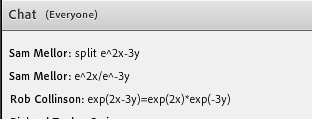 Chat (Everyone)
Sam Mellor: split e^2x-3y
Sam Mellor: e^2x/e^-3y
Rob Collinson: exp(2x-3y)=exp(2x)*exp(-3y)